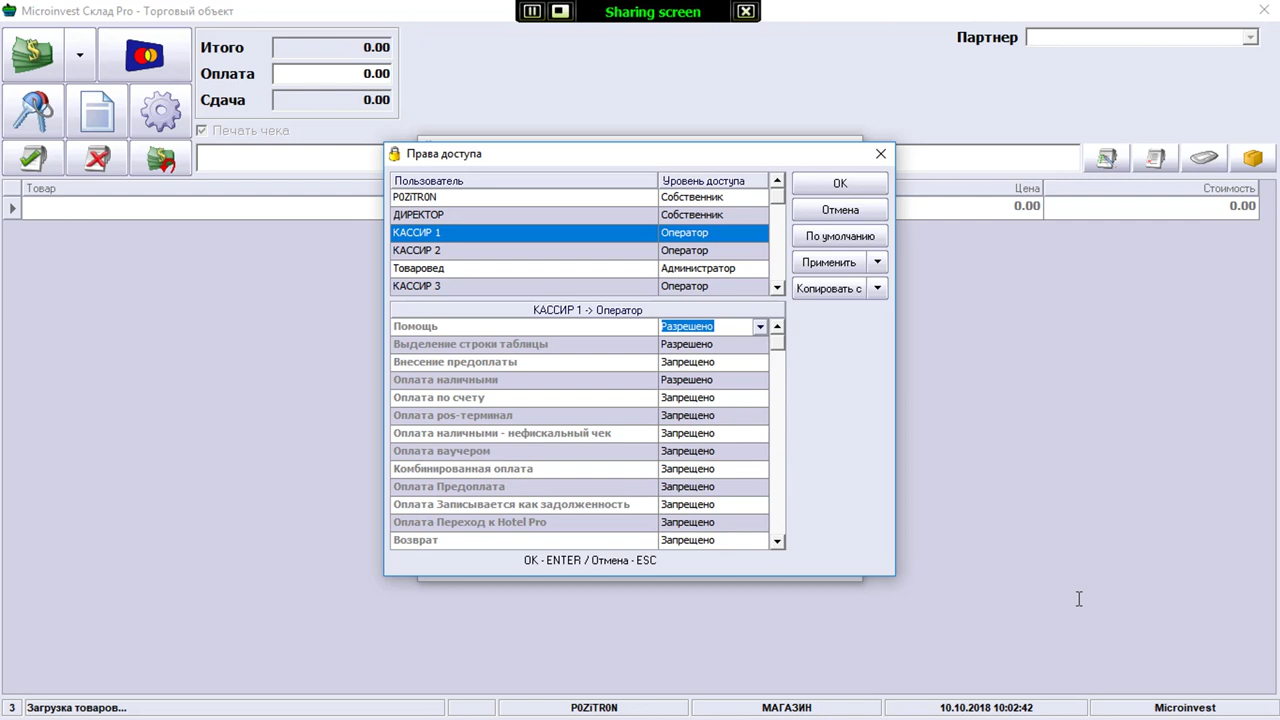 Microinvest Склад Pro - Торговый объект
Sharing screen
Итого 0.00
Оплата 0.00
Сдача 0.00
Печать чека
Партнер
Товар Цена Стоимость
0.00 0.00
Права доступа
Пользователь Уровень доступа
P0ZiTR0N Собственник
ДИРЕКТОР Собственник
КАССИР 1 Оператор
КАССИР 2 Оператор
Товаровед Администратор
КАССИР 3 Оператор
OK
Отмена
По умолчанию
Применить
Копировать с
КАССИР 1 -> Оператор
Помощь Разрешено
Выделение строки таблицы Разрешено
Внесение предоплаты Запрещено
Оплата наличными Разрешено
Оплата по счету Запрещено
Оплата pos-терминал Запрещено
Оплата наличными - нефискальный чек Запрещено
Оплата ваучером Запрещено
Комбинированная оплата Запрещено
Оплата Предоплата Запрещено
Оплата Записывается как задолженность Запрещено
Оплата Переход к Hotel Pro Запрещено
Возврат Запрещено
OK - ENTER / Отмена - ESC
3 Загрузка товаров... P0ZiTR0N МАГАЗИН 10.10.2018 10:02:42 Microinvest